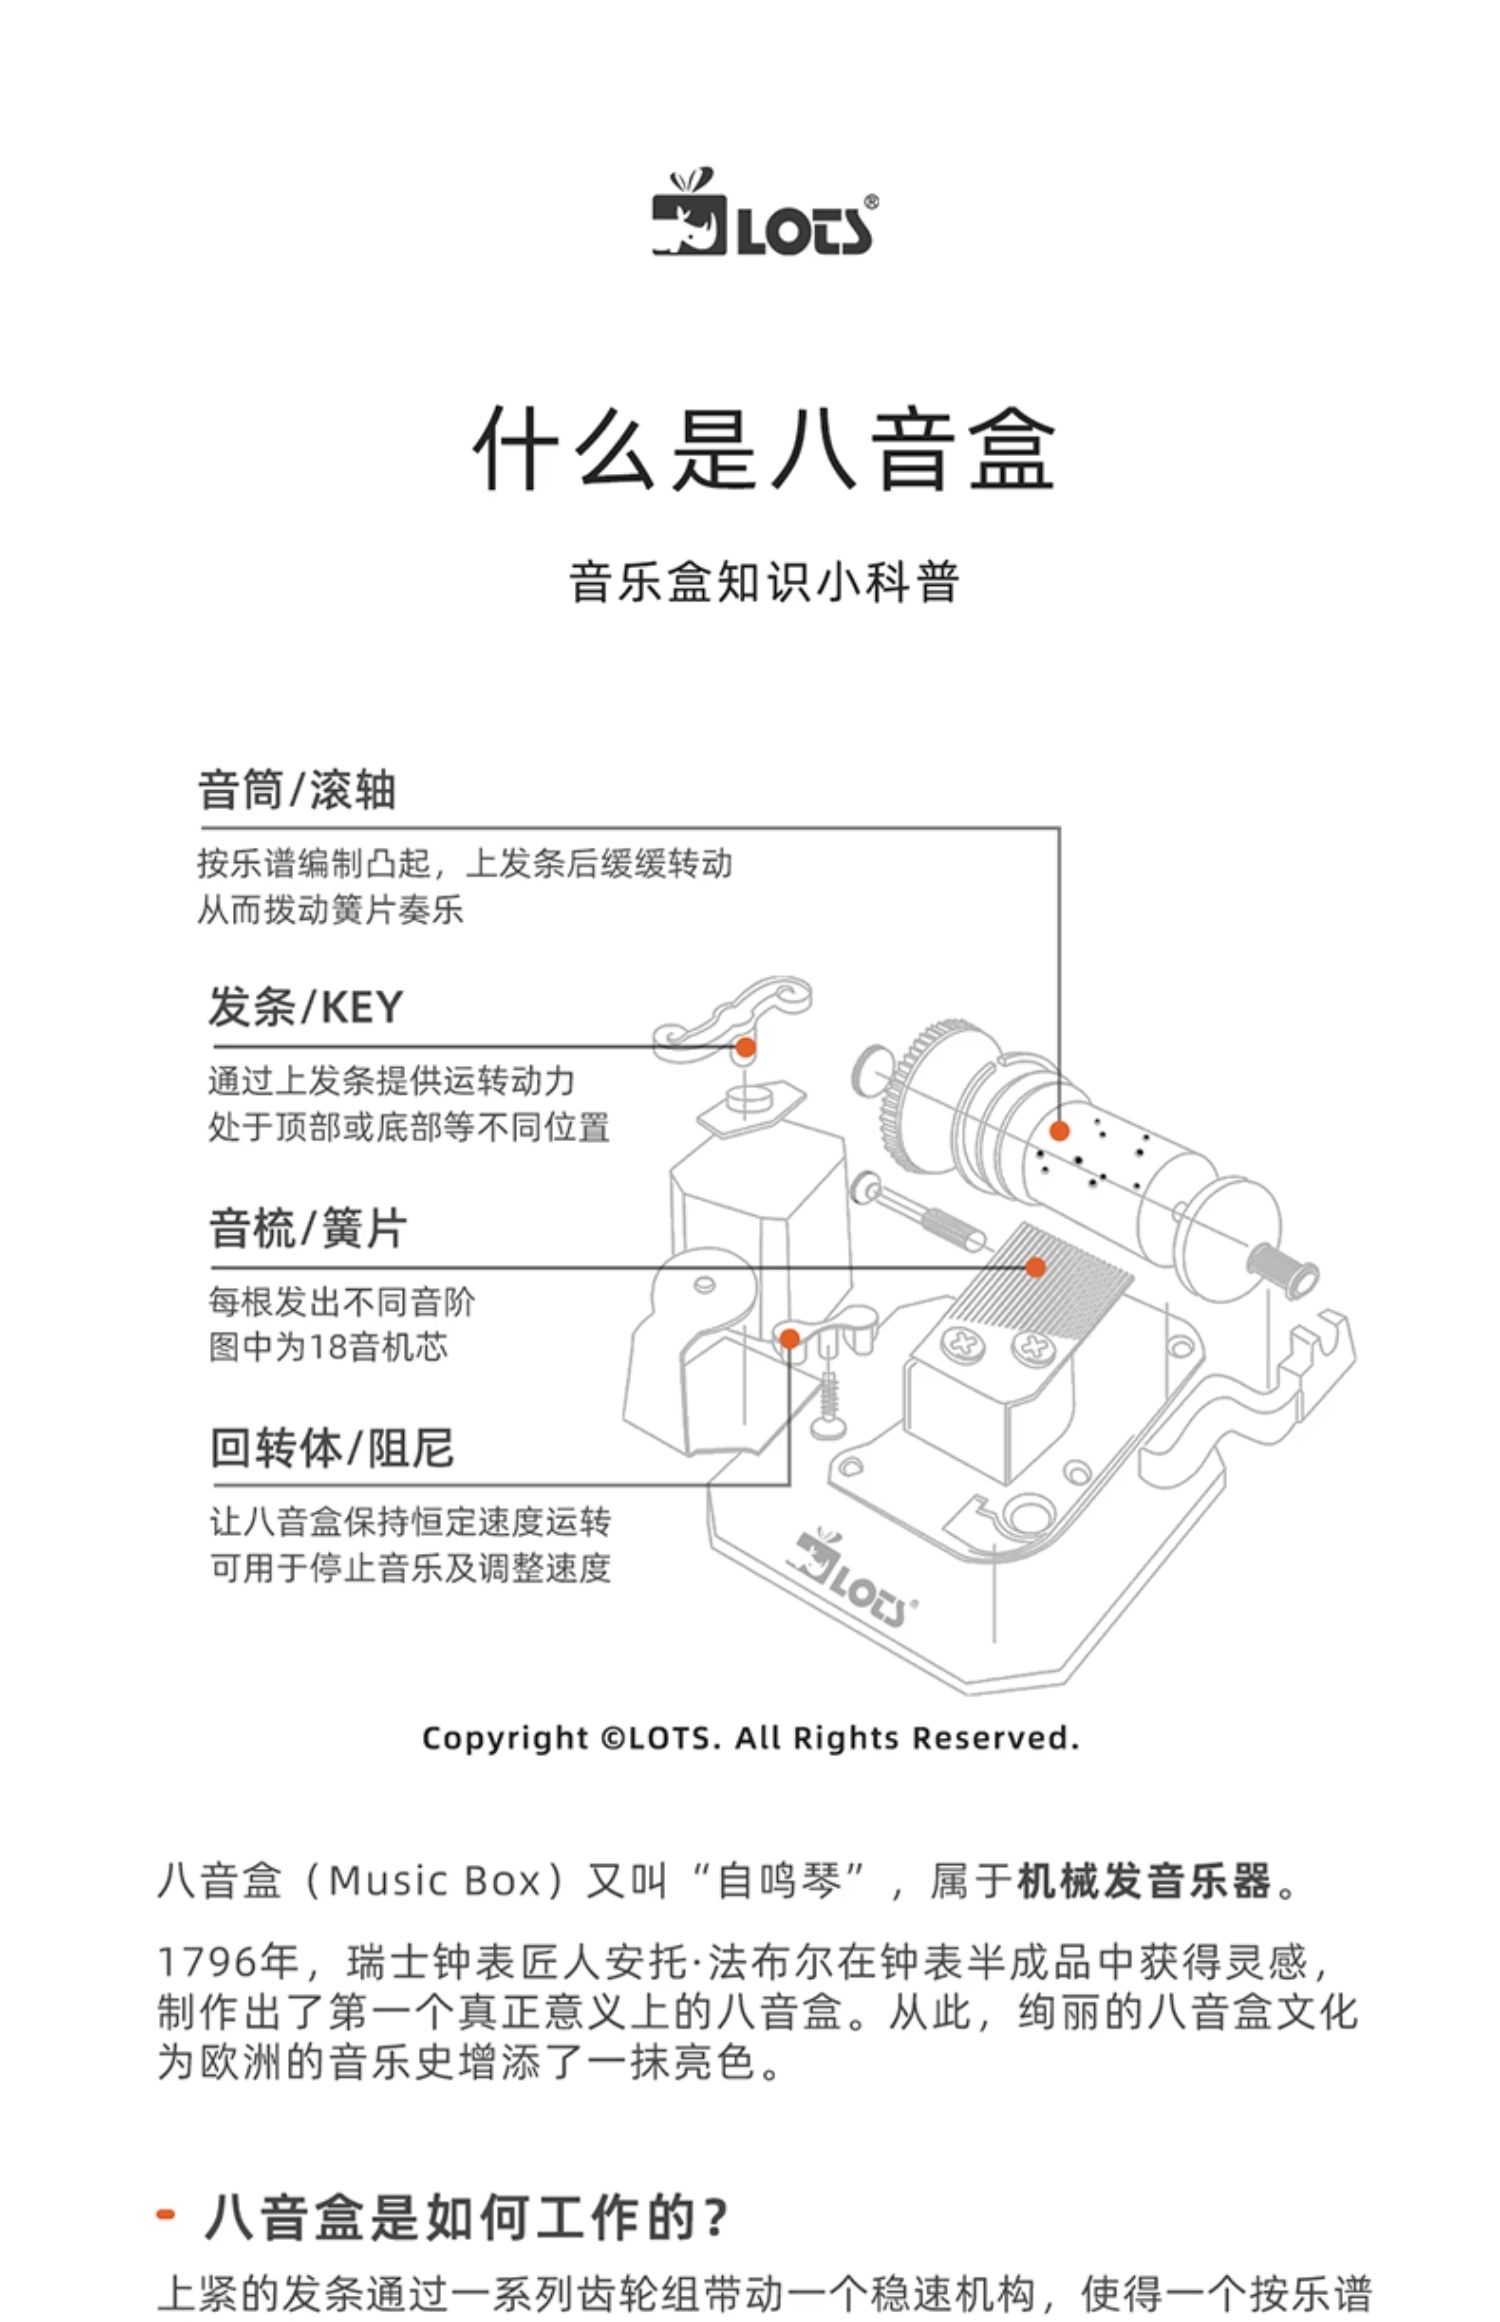 LOTS®
什么是八音盒
音乐盒知识小科普
音筒/滚轴
按乐谱编制凸起，上发条后缓缓转动
从而拨动簧片奏乐
发条/KEY
通过上发条提供运转动力
处于顶部或底部等不同位置
音梳/簧片
每根发出不同音阶
图中为18音机芯
回转体/阻尼
让八音盒保持恒定速度运转
可用于停止音乐及调整速度
LOTS®
Copyright ©LOTS. All Rights Reserved.
八音盒（Music Box）又叫“自鸣琴”，属于机械发音乐器。
1796年，瑞士钟表匠人安托·法布尔在钟表半成品中获得灵感，
制作出了第一个真正意义上的八音盒。从此，绚丽的八音盒文化
为欧洲的音乐史增添了一抹亮色。
- 八音盒是如何工作的？
上紧的发条通过一系列齿轮组带动一个稳速机构，使得一个按乐谱